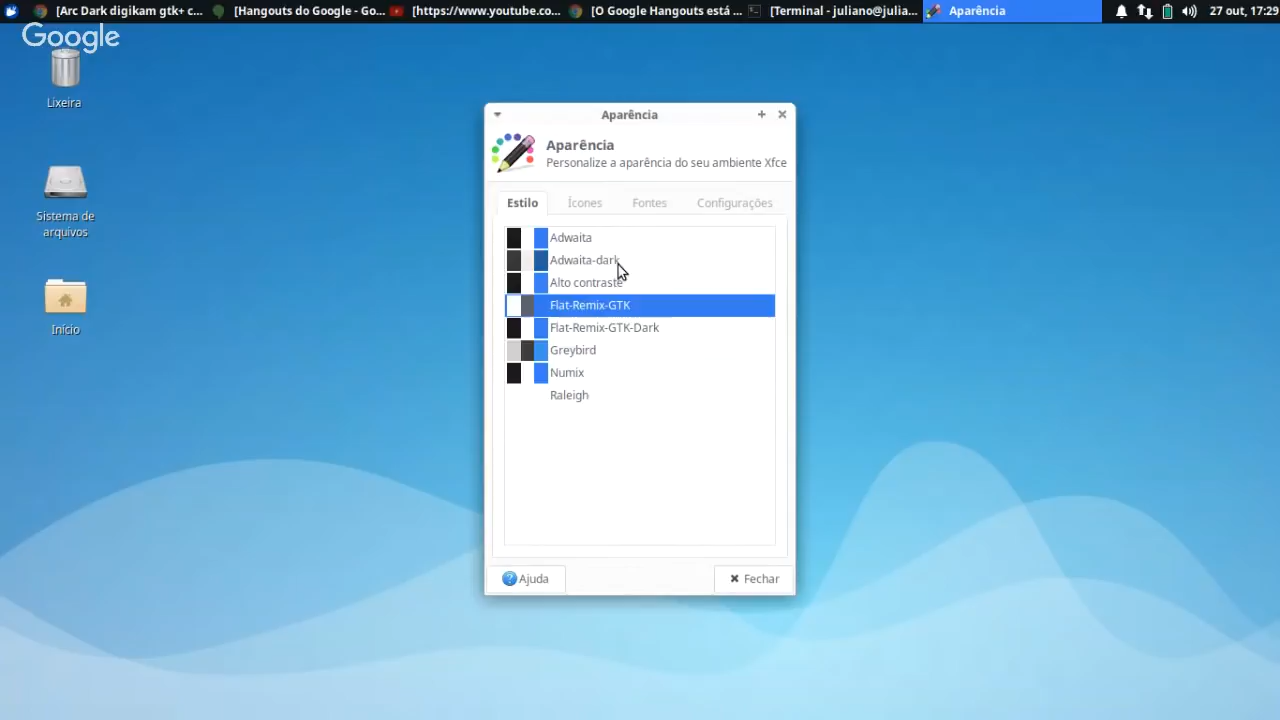 [Arc Dark digikam gtk+ c...
[Hangouts do Google - Go...
[https://www.youtube.co...
[O Google Hangouts está ...
[Terminal - juliano@julia...
Aparência
27 out, 17:29
Google
Lixeira
Sistema de
arquivos
Início
Aparência
Aparência
Personalize a aparência do seu ambiente Xfce
Estilo
Ícones
Fontes
Configurações
Adwaita
Adwaita-dark
Alto contraste
Flat-Remix-GTK
Flat-Remix-GTK-Dark
Greybird
Numix
Raleigh
Ajuda
Fechar